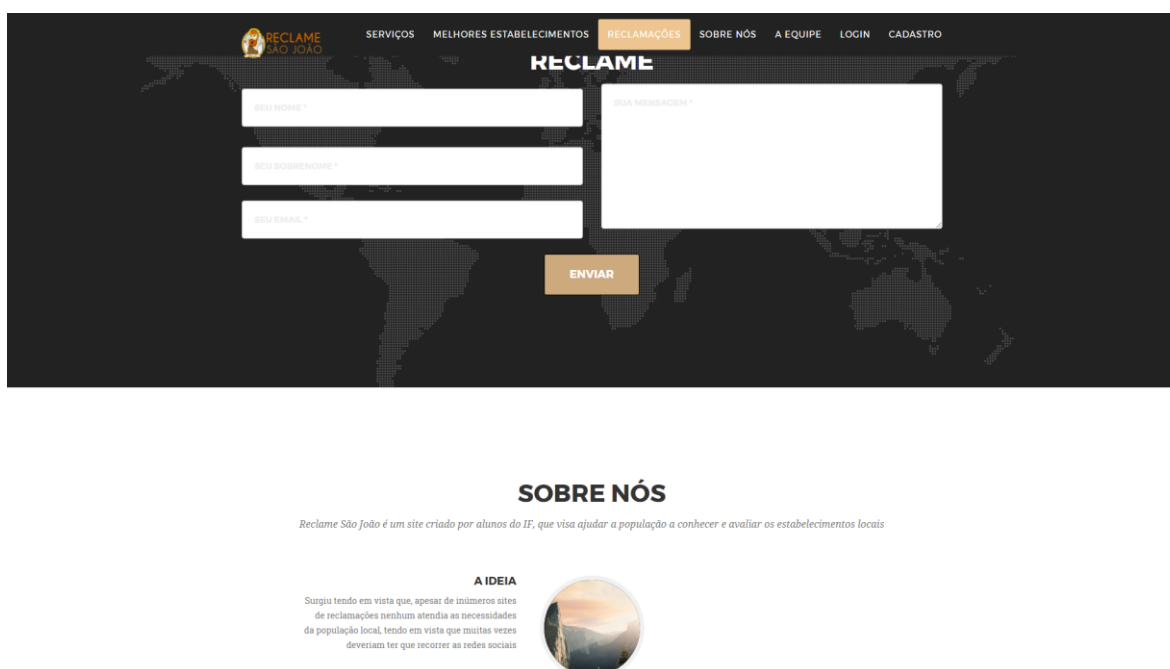 RECLAME
SÃO JOÃO
SERVIÇOS MELHORES ESTABELECIMENTOS RECLAMAÇÕES SOBRE NÓS A EQUIPE LOGIN CADASTRO
RECLAME
SEU NOME *
SEU SOBRENOME *
SEU EMAIL *
SUA MENSAGEM *
ENVIAR
SOBRE NÓS
Reclame São João é um site criado por alunos do IF, que visa ajudar a população a conhecer e avaliar os estabelecimentos locais
A IDEIA
Surgiu tendo em vista que, apesar de inúmeros sites
de reclamações nenhum atendia as necessidades
da população local, tendo em vista que muitas vezes
deveriam ter que recorrer as redes sociais